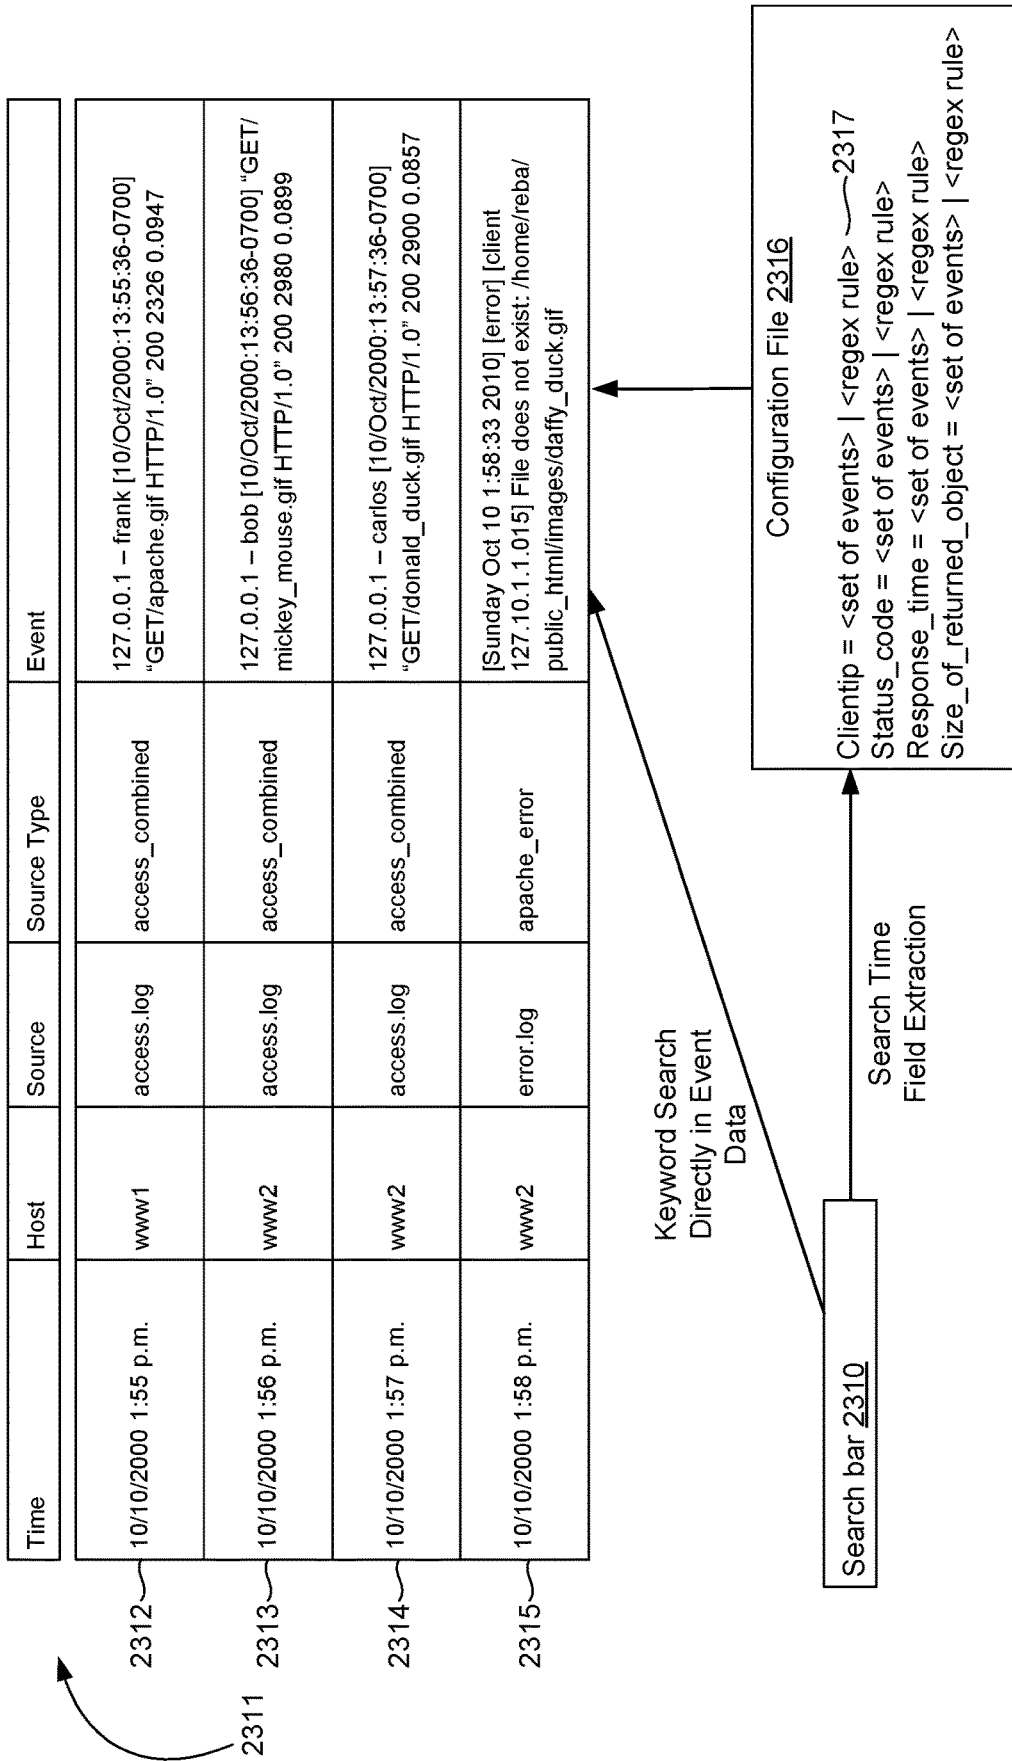 Time
Host
Source
Source Type
Event
2311
2312
10/10/2000 1:55 p.m.
www1
access.log
access_combined
127.0.0.1 – frank [10/Oct/2000:13:55:36-0700]
“GET/apache.gif HTTP/1.0” 200 2326 0.0947
2313
10/10/2000 1:56 p.m.
www2
access.log
access_combined
127.0.0.1 – bob [10/Oct/2000:13:56:36-0700] “GET/
mickey_mouse.gif HTTP/1.0” 200 2980 0.0899
2314
10/10/2000 1:57 p.m.
www2
access.log
access_combined
127.0.0.1 – carlos [10/Oct/2000:13:57:36-0700]
“GET/donald_duck.gif HTTP/1.0” 200 2900 0.0857
2315
10/10/2000 1:58 p.m.
www2
error.log
apache_error
[Sunday Oct 10 1:58:33 2010] [error] [client
127.10.1.1.015] File does not exist: /home/reba/
public_html/images/daffy_duck.gif
Keyword Search
Directly in Event
Data
Search bar 2310
Search Time
Field Extraction
Configuration File 2316
Clientip = <set of events> | <regex rule> 2317
Status_code = <set of events> | <regex rule>
Response_time = <set of events> | <regex rule>
Size_of_returned_object = <set of events> | <regex rule>